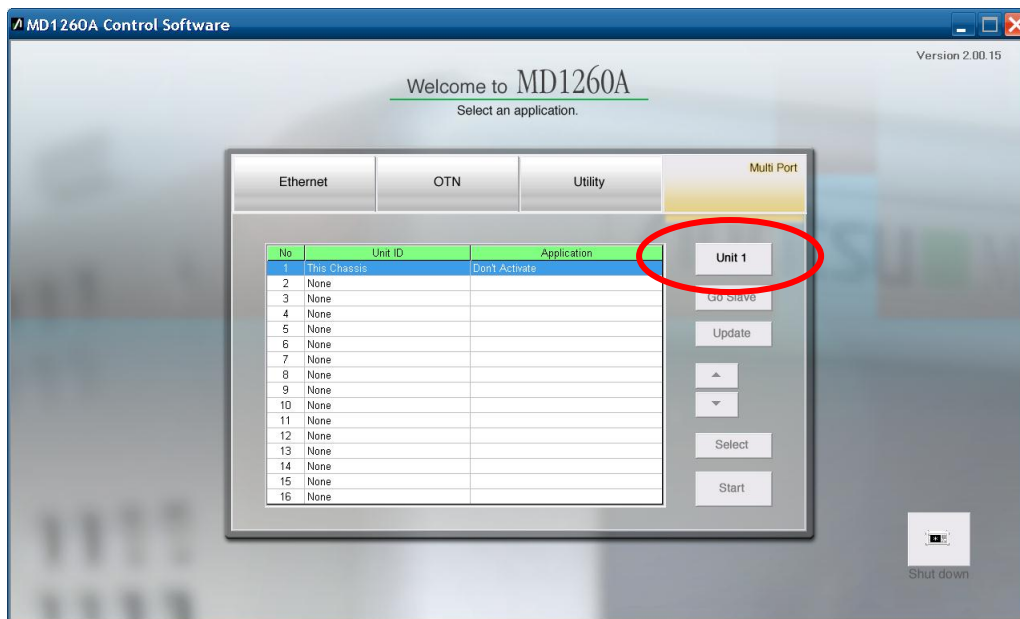 MD1260A Control Software
Version 2.00.15
Welcome to MD1260A
Select an application.
Ethernet OTN Utility Multi Port
No Unit ID Application
1 This Chassis Don't Activate
2 None
3 None
4 None
5 None
6 None
7 None
8 None
9 None
10 None
11 None
12 None
13 None
14 None
15 None
16 None
Unit 1
Go Slave
Update
Select
Start
Shut down